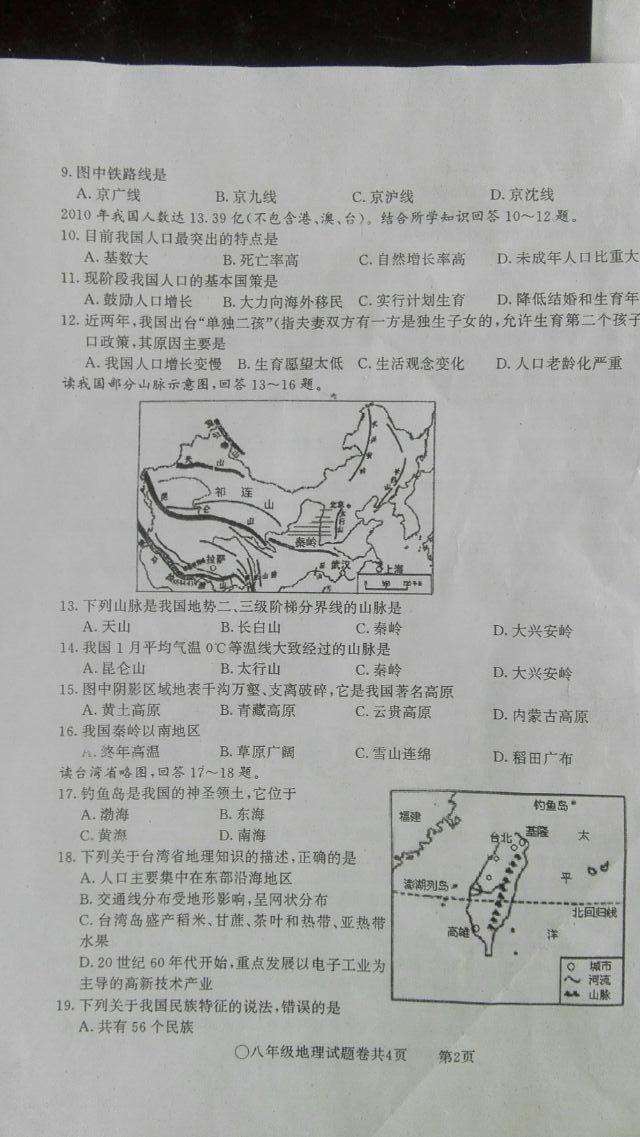 9.图中铁路线是
A.京广线 B.京九线 C.京沪线 D.京沈线
2010年我国人数达13.39亿(不包含港、澳、台)。结合所学知识回答10～12题。
10.目前我国人口最突出的特点是
A.基数大 B.死亡率高 C.自然增长率高 D.未成年人口比重大
11.现阶段我国人口的基本国策是
A.鼓励人口增长 B.大力向海外移民 C.实行计划生育 D.降低结婚和生育年
12.近两年,我国出台“单独二孩”(指夫妻双方有一方是独生子女的,允许生育第二个孩子
口政策,其原因主要是
A.我国人口增长变慢 B.生育愿望太低 C.生活观念变化 D.人口老龄化严重
读我国部分山脉示意图,回答13～16题。
天 山
祁 连 山
北京
秦岭
拉萨
武汉
上海
13.下列山脉是我国地势二、三级阶梯分界线的山脉是
A.天山 B.长白山 C.秦岭 D.大兴安岭
14.我国1月平均气温0℃等温线大致经过的山脉是
A.昆仑山 B.太行山 C.秦岭 D.大兴安岭
15.图中阴影区域地表千沟万壑、支离破碎,它是我国著名高原
A.黄土高原 B.青藏高原 C.云贵高原 D.内蒙古高原
16.我国秦岭以南地区
A.终年高温 B.草原广阔 C.雪山连绵 D.稻田广布
读台湾省略图,回答17～18题。
17.钓鱼岛是我国的神圣领土,它位于
A.渤海 B.东海
C.黄海 D.南海
18.下列关于台湾省地理知识的描述,正确的是
A.人口主要集中在东部沿海地区
B.交通线分布受地形影响,呈网状分布
C.台湾岛盛产稻米、甘蔗、茶叶和热带、亚热带
水果
D.20世纪60年代开始,重点发展以电子工业为
主导的高新技术产业
福建
钓鱼岛
台北
基隆
太
平
洋
澎湖列岛
北回归线
高雄
城市
河流
山脉
19.下列关于我国民族特征的说法,错误的是
A.共有56个民族
○八年级地理试题卷共4页 第2页